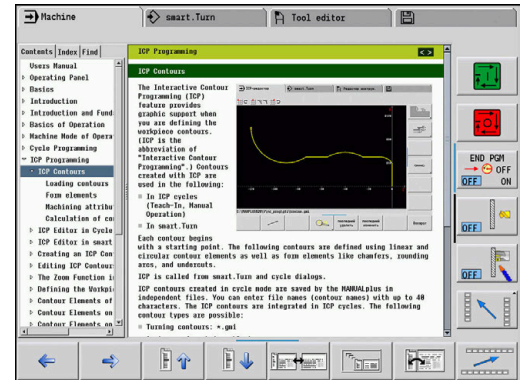 Machine
smart.Turn
Tool editor
Contents Index Find
Users Manual
Operating Panel
Basics
Introduction
Introduction and Fund
Basics of Operation
Machine Mode of Opera
Cycle Programming
ICP Programming
ICP Contours
Loading contours
Form elements
Machining attribu
Calculation of co
ICP Editor in Cycle
ICP Editor in smart
Creating an ICP Con
Editing ICP Contour
The Zoom Function i
Defining the Workpi
Contour Elements of
Contour Elements on
Contour Elements on
ICP Programming
ICP Contours
The Interactive Contour
Programming (ICP)
feature provides
graphic support when
you are defining the
workpiece contours.
(ICP is the
abbreviation of
"Interactive Contour
Programming".) Contours
created with ICP are
used in the following:
In ICP cycles
(Teach-In, Manual
Operation)
In smart.Turn
Each contour begins
with a starting point. The following contours are defined using linear and
circular contour elements as well as form elements like chamfers, rounding
arcs, and undercuts.
ICP is called from smart.Turn and cycle dialogs.
ICP contours created in cycle mode are saved by the MANUALplus in
independent files. You can enter file names (contour names) with up to 40
characters. The ICP contours are integrated in ICP cycles. The following
contour types are possible:
Turning contours: *.gmi
END PGM
OFF
OFF ON
OFF
OFF